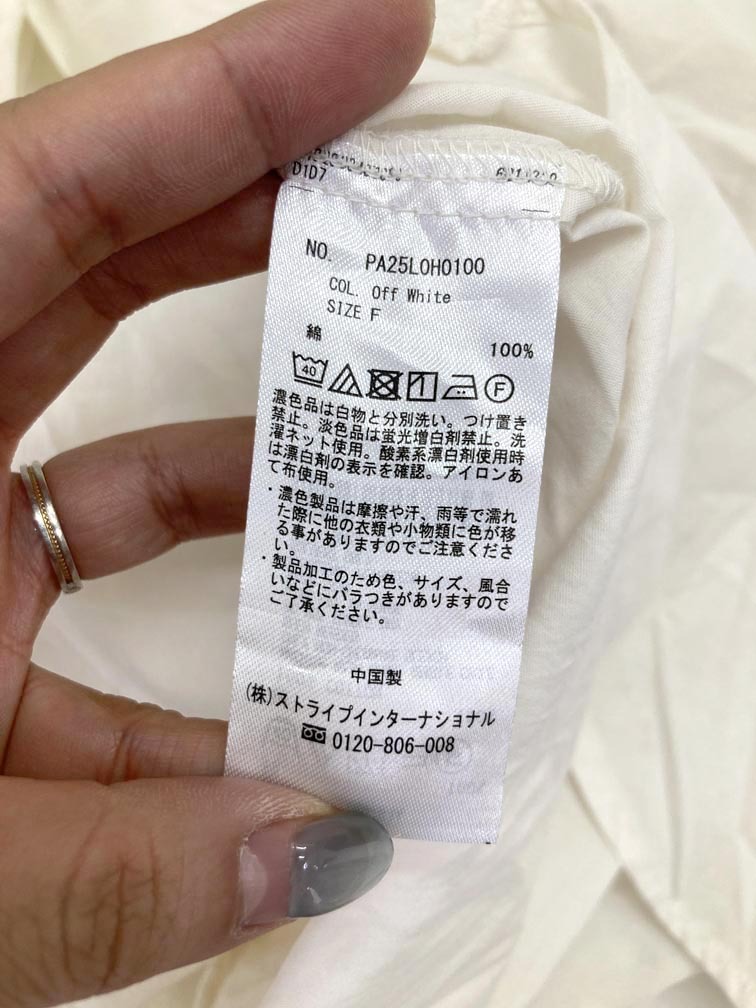 D1D7
NO. PA25L0H0100
COL. Off White
SIZE F
綿 100%
40 F
濃色品は白物と分別洗い。つけ置き
禁止。淡色品は蛍光増白剤禁止。洗
濯ネット使用。酸素系漂白剤使用時
は漂白剤の表示を確認。アイロンあ
て布使用。
・濃色製品は摩擦や汗、雨等で濡れ
た際に他の衣類や小物類に色が移
る事がありますのでご注意くださ
い。
・製品加工のため色、サイズ、風合
いなどにバラつきがありますので
ご了承ください。
中国製
(株)ストライプインターナショナル
0120-806-008